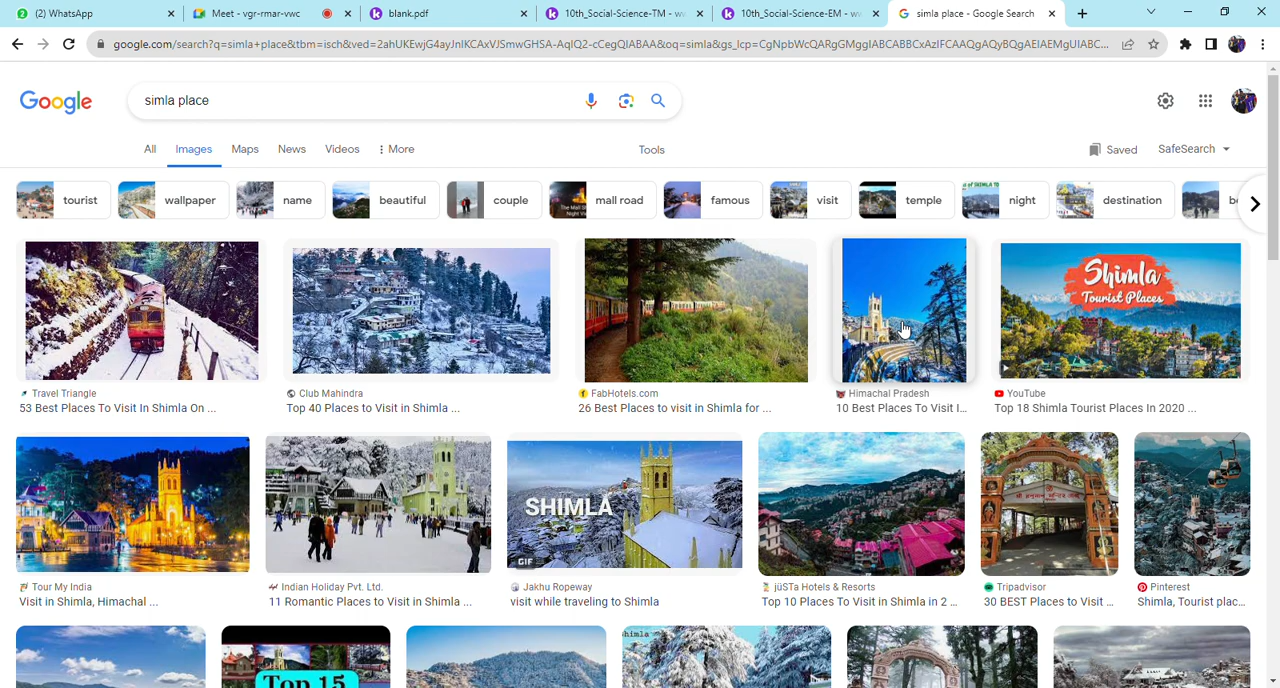 (2) WhatsApp
Meet - vgr-rmar-vwc
blank.pdf
10th_Social-Science-TM - w
10th_Social-Science-EM - w
simla place - Google Search
google.com/search?q=simla+place&tbm=isch&ved=2ahUKEwjG4ayJnIKCAxVJSmwGHSA-AqIQ2-cCegQIABAA&oq=simla&gs_lcp=CgNpbWcQARgGMggIABCABBCxAzIFCAAQgAQyBQgAEIAEMgUIABC...
Google
simla place
All
Images
Maps
News
Videos
More
Tools
Saved
SafeSearch
tourist
wallpaper
name
beautiful
couple
mall road
famous
visit
temple
night
destination
Shimla
Tourist Places
Travel Triangle
53 Best Places To Visit In Shimla On ...
Club Mahindra
Top 40 Places to Visit in Shimla ...
FabHotels.com
26 Best Places to visit in Shimla for ...
Himachal Pradesh
10 Best Places To Visit I...
YouTube
Top 18 Shimla Tourist Places In 2020 ...
SHIMLA
GIF
Tour My India
Visit in Shimla, Himachal ...
Indian Holiday Pvt. Ltd.
11 Romantic Places to Visit in Shimla ...
Jakhu Ropeway
visit while traveling to Shimla
jüSTa Hotels & Resorts
Top 10 Places To Visit in Shimla in 2 ...
Tripadvisor
30 BEST Places to Visit ...
Pinterest
Shimla, Tourist plac...
Top 15
himla